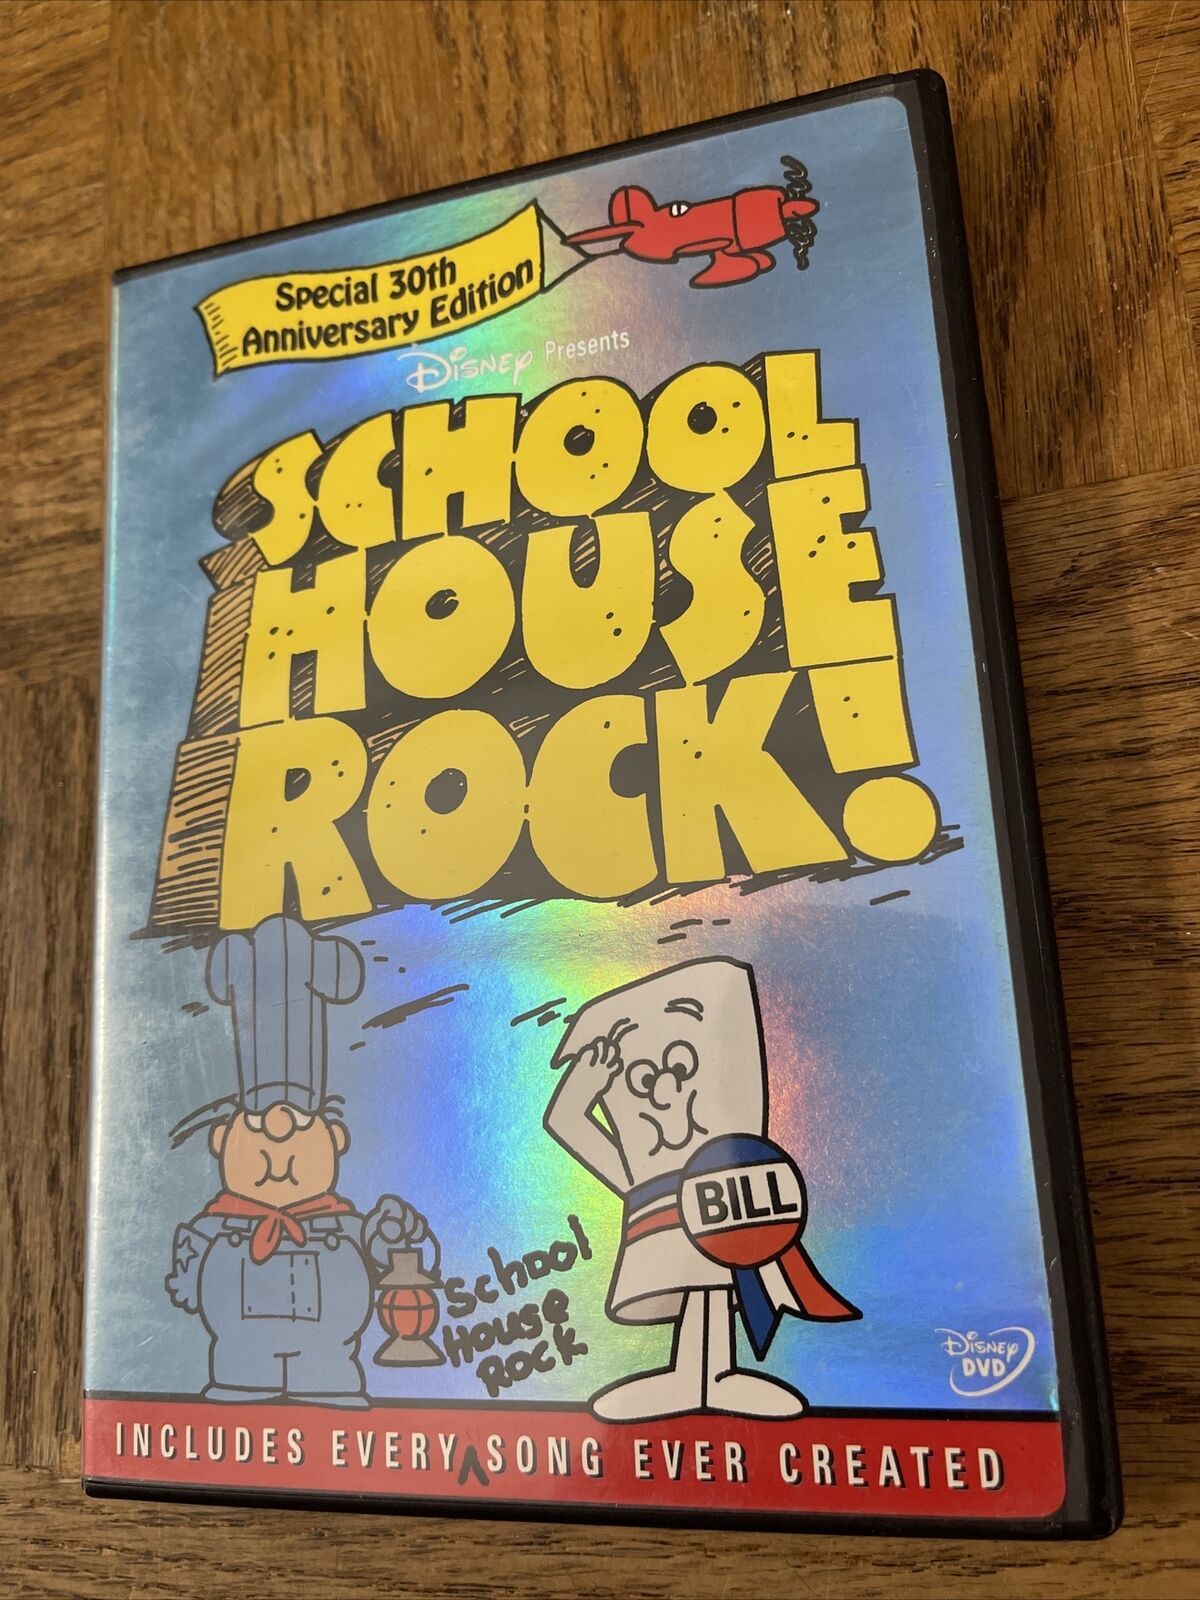 Special 30th
Anniversary Edition
Disney Presents
SCHOOL
HOUSE
ROCK!
BILL
School
House
Rock
Disney
DVD
INCLUDES EVERY SONG EVER CREATED